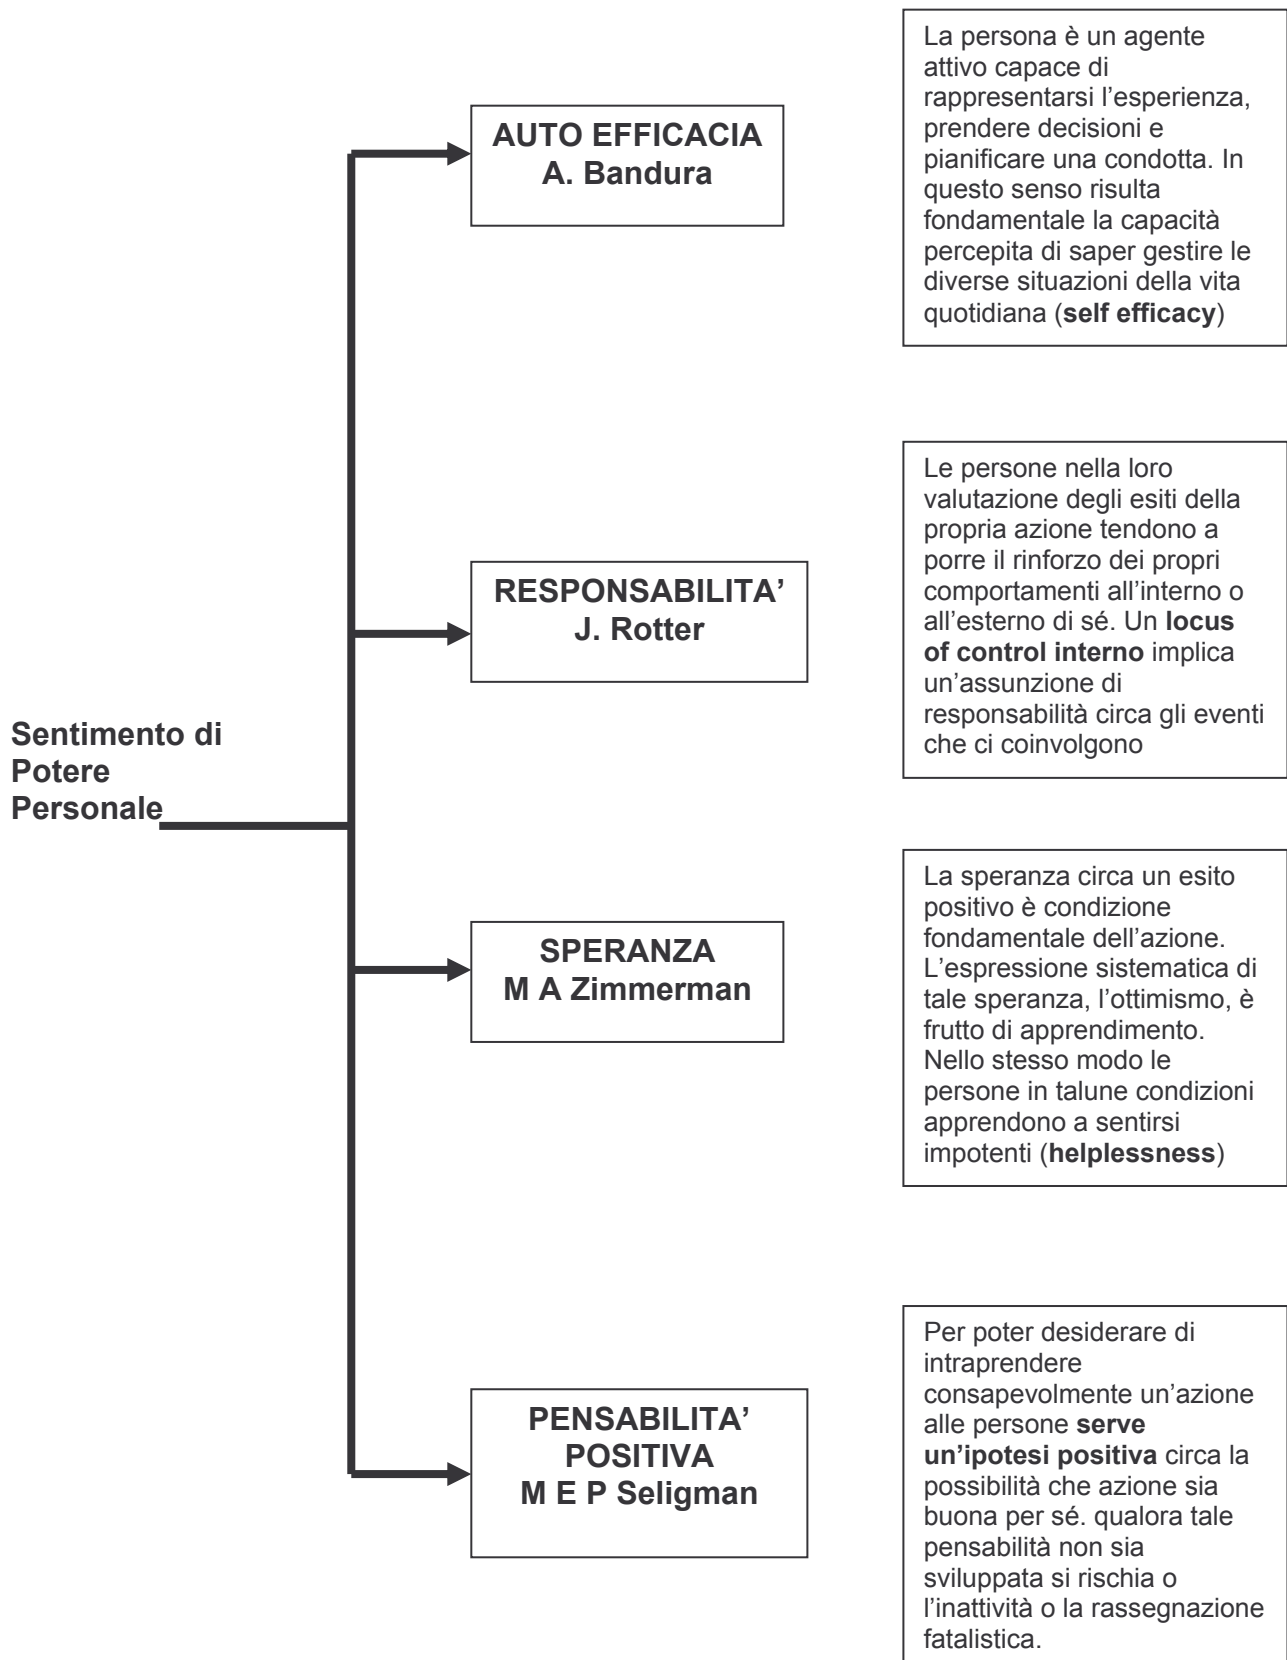 Sentimento di
Potere
Personale
AUTO EFFICACIA
A. Bandura
La persona è un agente
attivo capace di
rappresentarsi l’esperienza,
prendere decisioni e
pianificare una condotta. In
questo senso risulta
fondamentale la capacità
percepita di saper gestire le
diverse situazioni della vita
quotidiana (self efficacy)
RESPONSABILITA’
J. Rotter
Le persone nella loro
valutazione degli esiti della
propria azione tendono a
porre il rinforzo dei propri
comportamenti all’interno o
all’esterno di sé. Un locus
of control interno implica
un’assunzione di
responsabilità circa gli eventi
che ci coinvolgono
SPERANZA
M A Zimmerman
La speranza circa un esito
positivo è condizione
fondamentale dell’azione.
L’espressione sistematica di
tale speranza, l’ottimismo, è
frutto di apprendimento.
Nello stesso modo le
persone in talune condizioni
apprendono a sentirsi
impotenti (helplessness)
PENSABILITA’
POSITIVA
M E P Seligman
Per poter desiderare di
intraprendere
consapevolmente un’azione
alle persone serve
un’ipotesi positiva circa la
possibilità che azione sia
buona per sé. qualora tale
pensabilità non sia
sviluppata si rischia o
l’inattività o la rassegnazione
fatalistica.